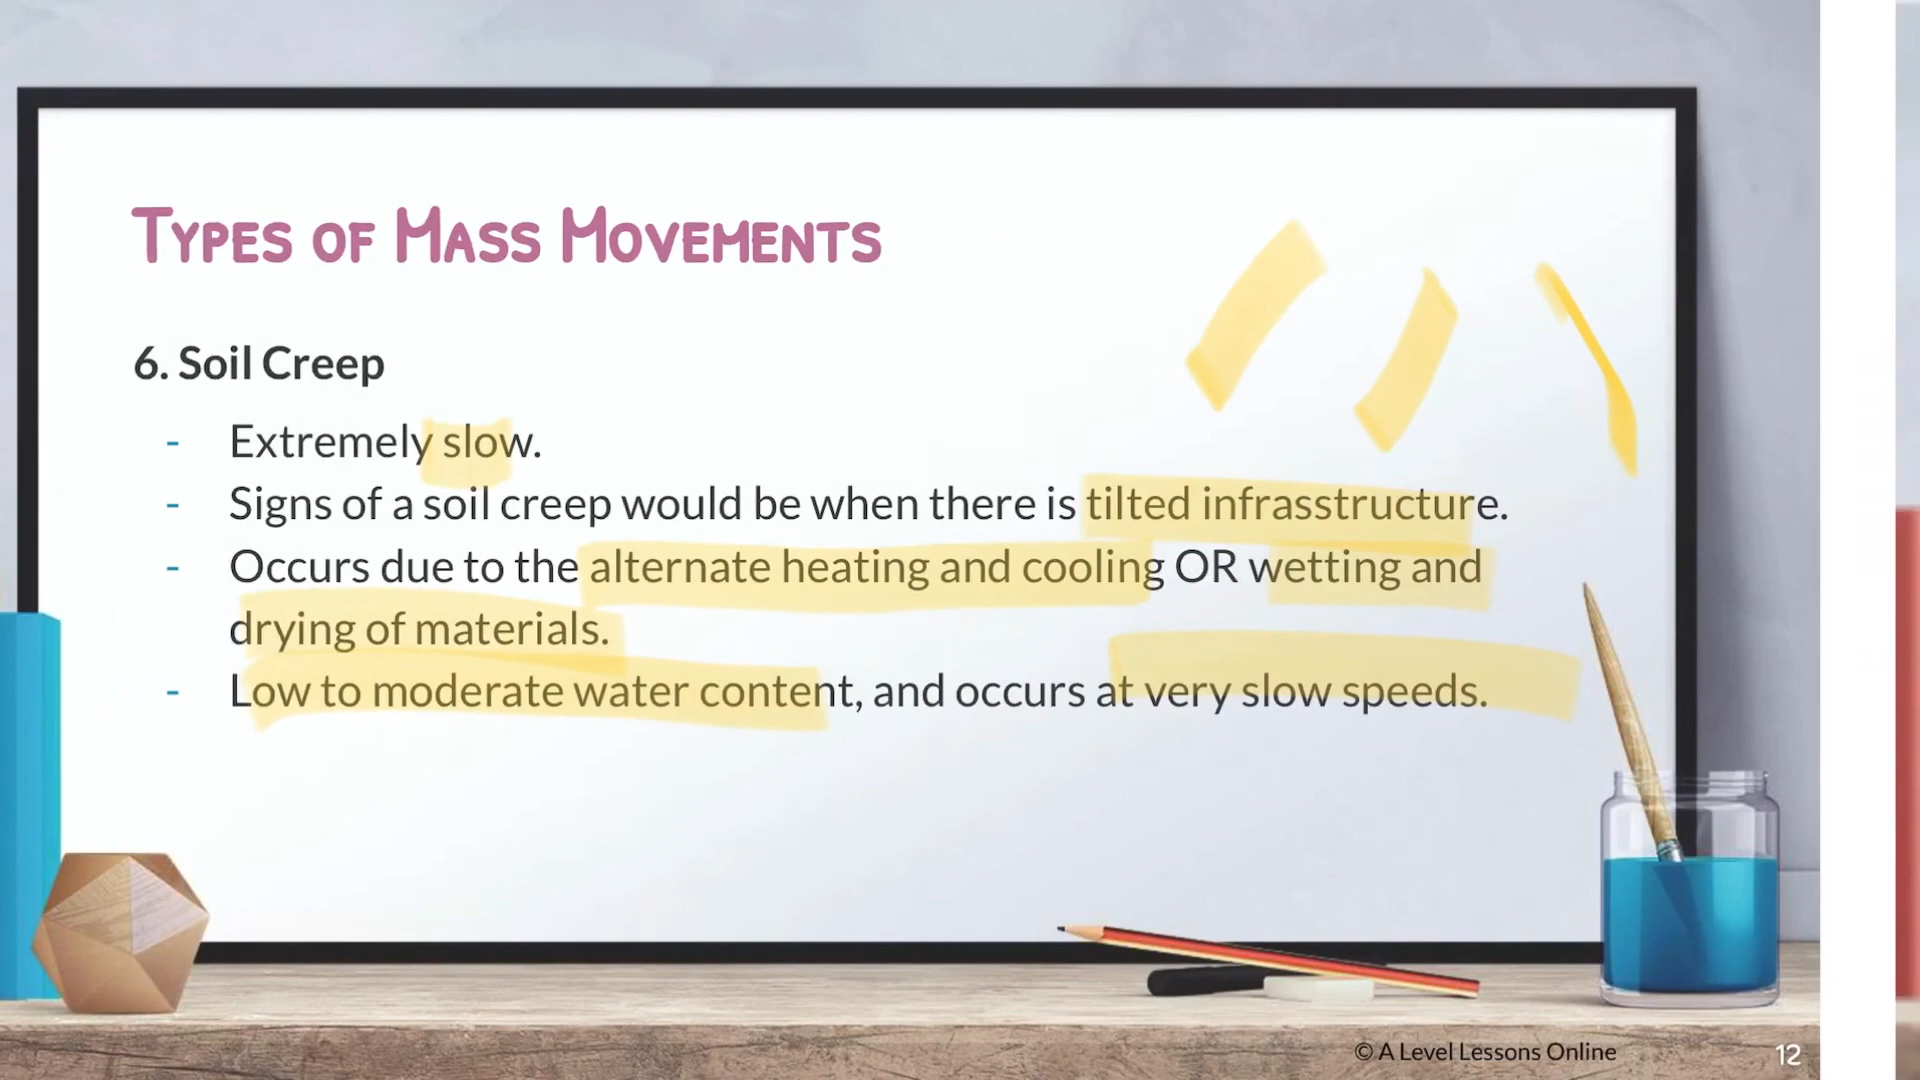 Types of Mass Movements
6. Soil Creep
- Extremely slow.
- Signs of a soil creep would be when there is tilted infrasstructure.
- Occurs due to the alternate heating and cooling OR wetting and
drying of materials.
- Low to moderate water content, and occurs at very slow speeds.
© A Level Lessons Online
12